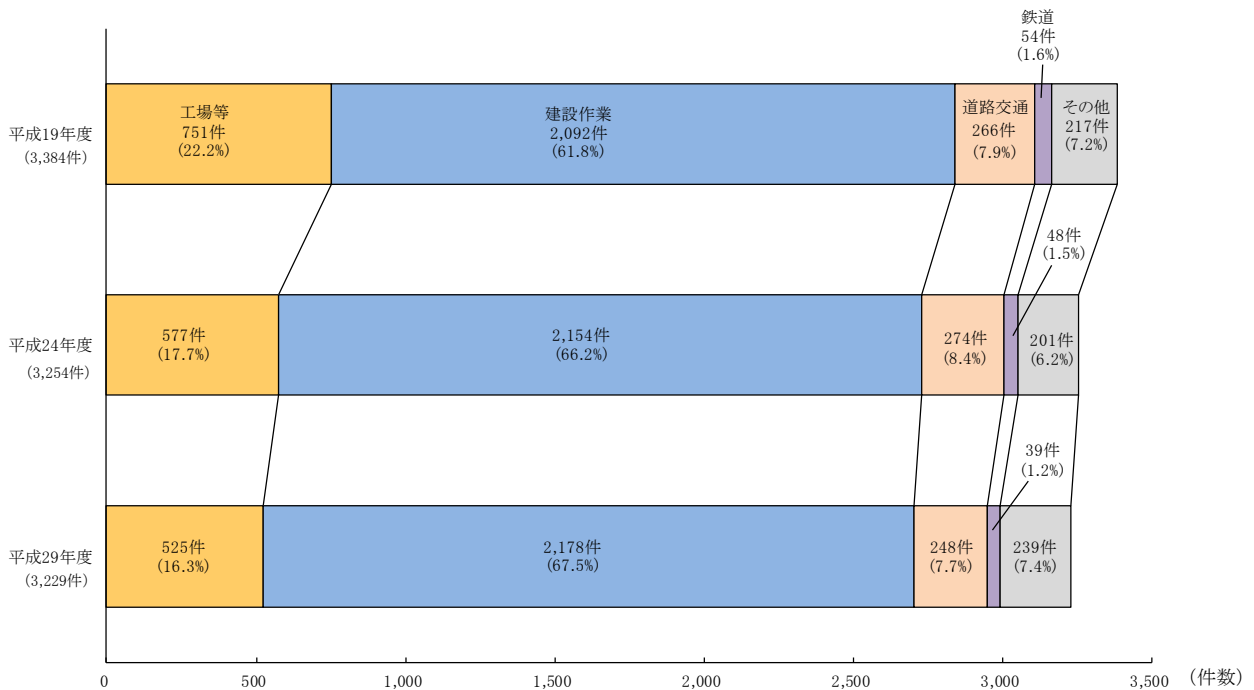 鉄道
54件
(1.6%)
平成19年度
(3,384件)
工場等
751件
(22.2%)
建設作業
2,092件
(61.8%)
道路交通
266件
(7.9%)
その他
217件
(7.2%)
48件
(1.5%)
平成24年度
(3,254件)
577件
(17.7%)
2,154件
(66.2%)
274件
(8.4%)
201件
(6.2%)
39件
(1.2%)
平成29年度
(3,229件)
525件
(16.3%)
2,178件
(67.5%)
248件
(7.7%)
239件
(7.4%)
0 500 1,000 1,500 2,000 2,500 3,000 3,500 (件数)